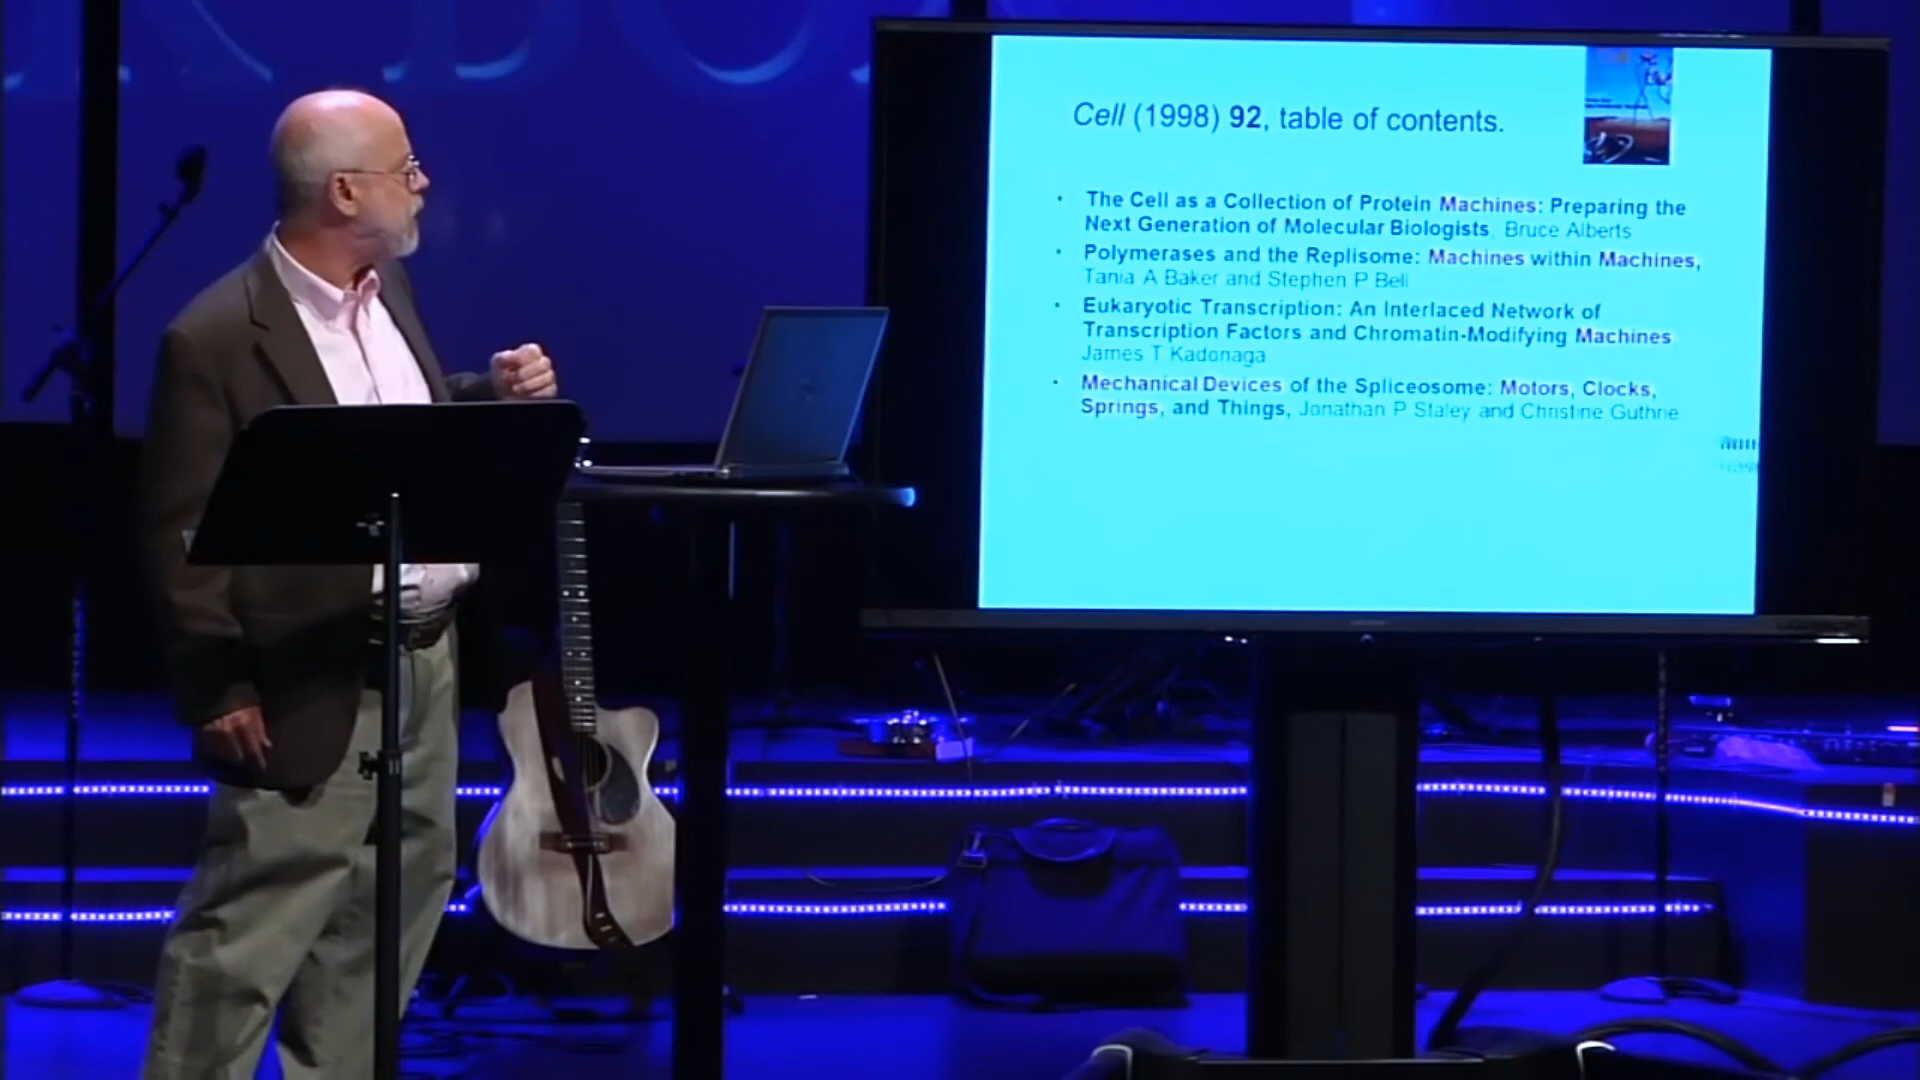 Cell (1998) 92, table of contents.
• The Cell as a Collection of Protein Machines: Preparing the
Next Generation of Molecular Biologists, Bruce Alberts
• Polymerases and the Replisome: Machines within Machines,
Tania A Baker and Stephen P Bell
• Eukaryotic Transcription: An Interlaced Network of
Transcription Factors and Chromatin-Modifying Machines
James T Kadonaga
• Mechanical Devices of the Spliceosome: Motors, Clocks,
Springs, and Things, Jonathan P Staley and Christine Guthrie